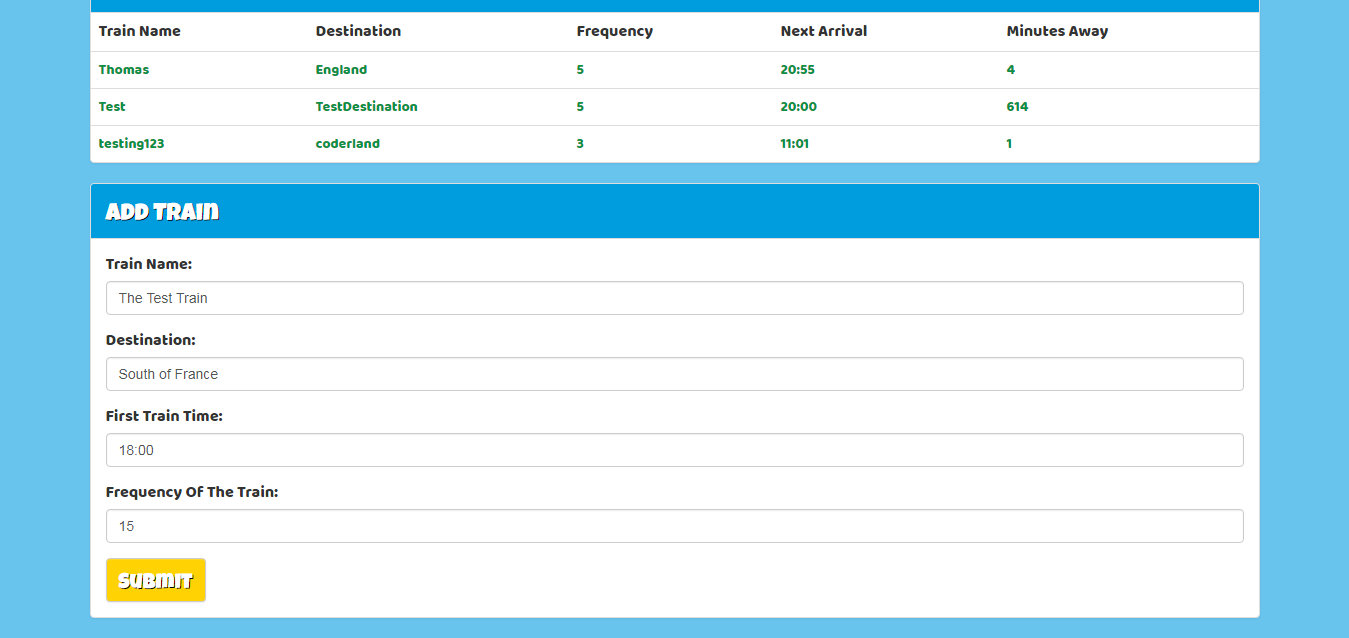 Train Name Destination Frequency Next Arrival Minutes Away
Thomas England 5 20:55 4
Test TestDestination 5 20:00 614
testing123 coderland 3 11:01 1
ADD TRAIN
Train Name:
The Test Train
Destination:
South of France
First Train Time:
18:00
Frequency Of The Train:
15
SUBMIT